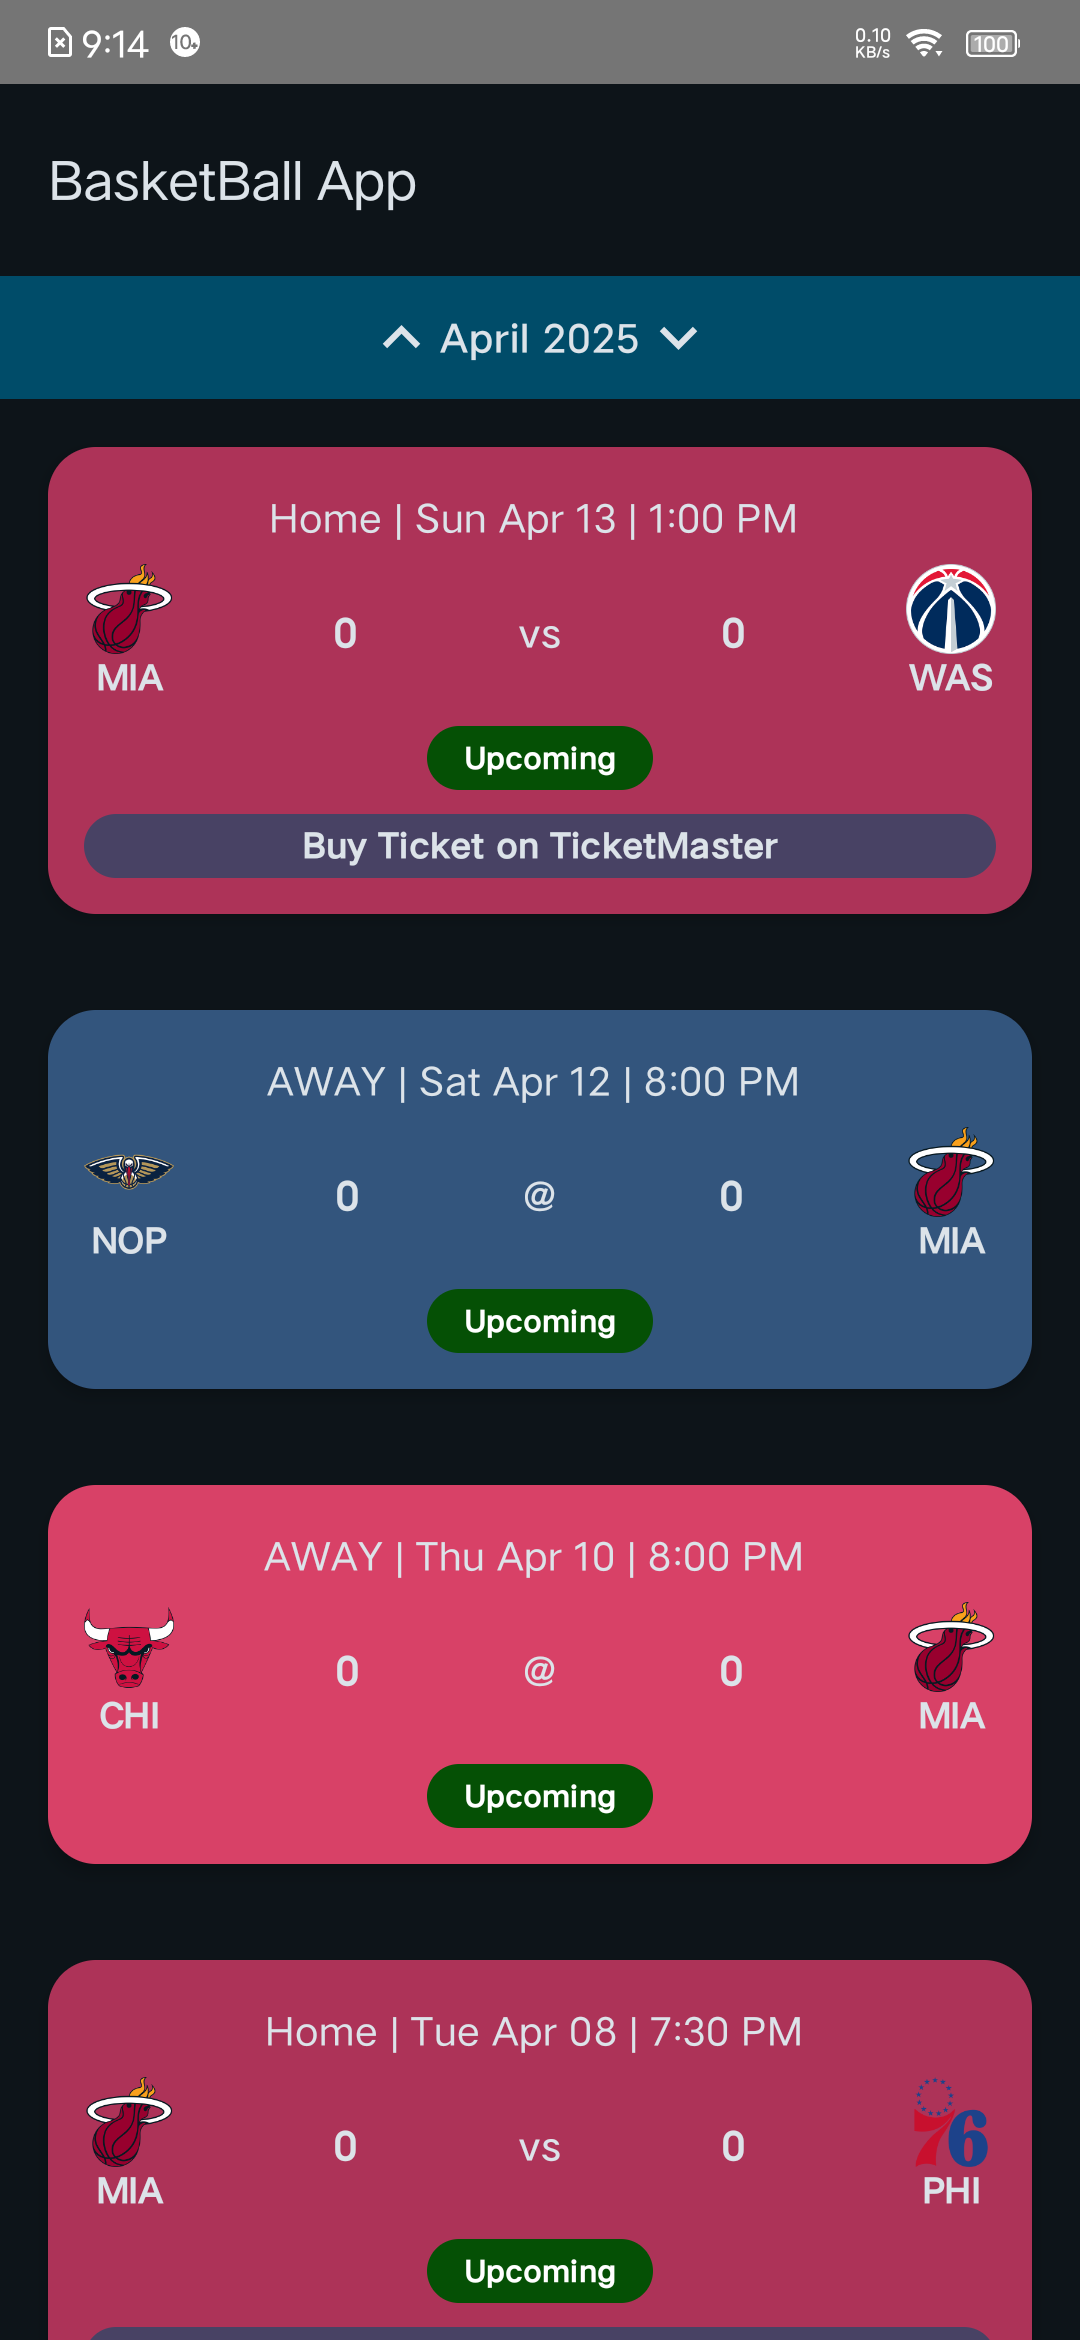 9:14 10+ 0.10 KB/s 100
BasketBall App
April 2025
Home | Sun Apr 13 | 1:00 PM
0 vs 0
MIA WAS
Upcoming
Buy Ticket on TicketMaster
AWAY | Sat Apr 12 | 8:00 PM
0 @ 0
NOP MIA
Upcoming
AWAY | Thu Apr 10 | 8:00 PM
0 @ 0
CHI MIA
Upcoming
Home | Tue Apr 08 | 7:30 PM
0 vs 0 76
MIA PHI
Upcoming